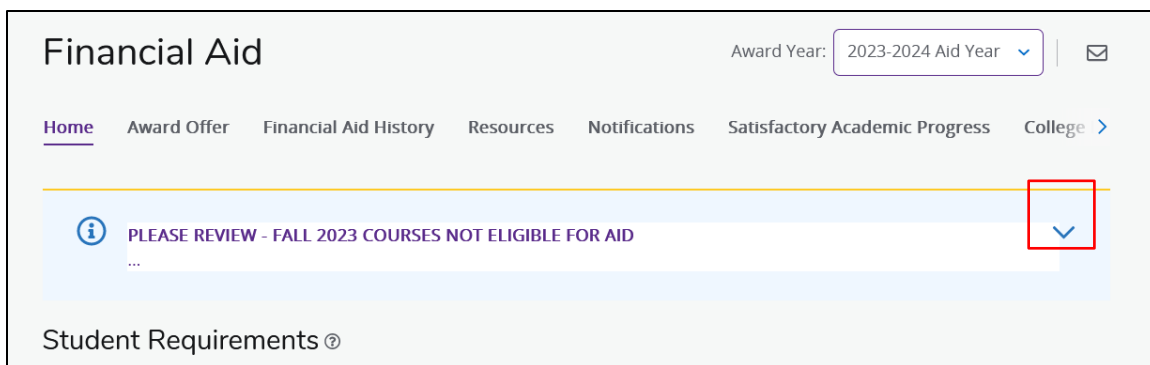 Financial Aid
Award Year: 2023-2024 Aid Year
Home Award Offer Financial Aid History Resources Notifications Satisfactory Academic Progress College
PLEASE REVIEW - FALL 2023 COURSES NOT ELIGIBLE FOR AID
...
Student Requirements